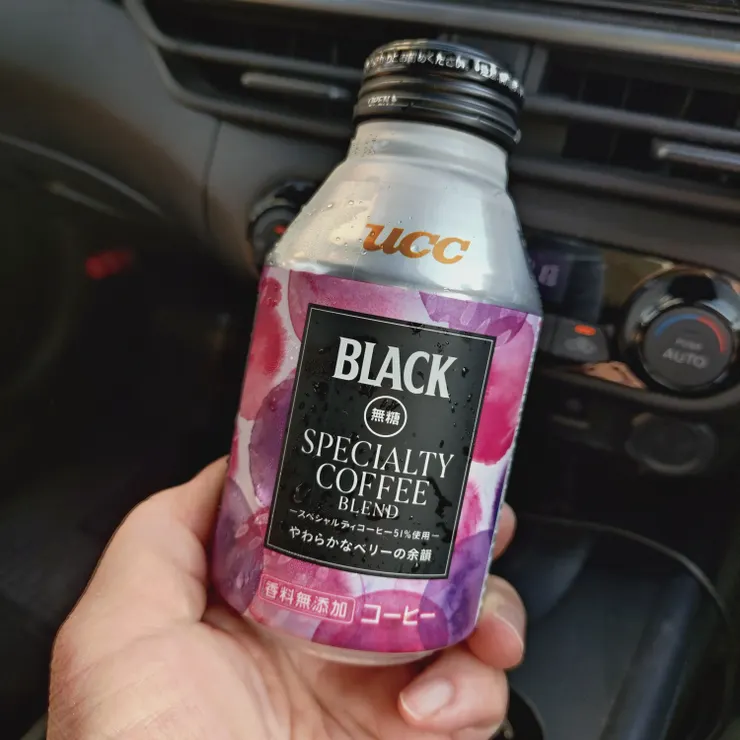 OPEN
ucc
BLACK
無糖
SPECIALTY
COFFEE
BLEND
ースペシャルティコーヒー51%使用ー
やわらかなベリーの余韻
香料無添加 コーヒー
AUTO